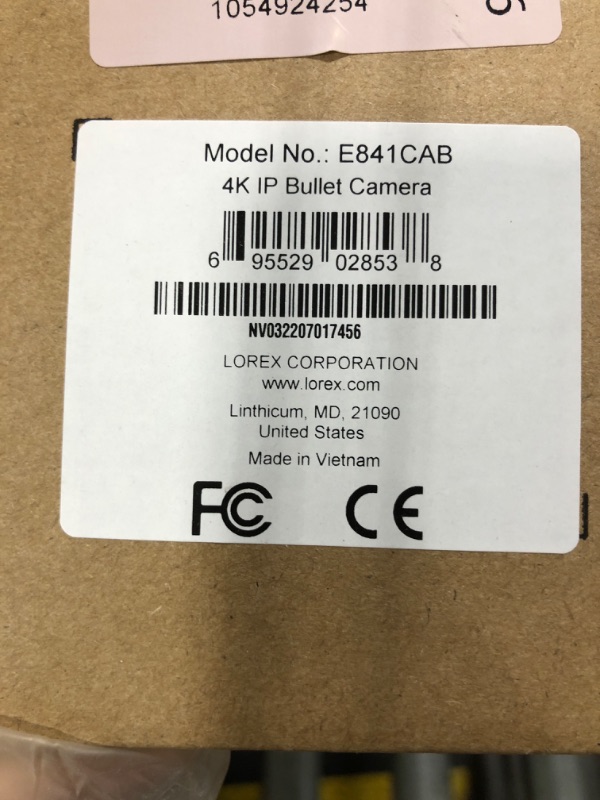 1054924254
Model No.: E841CAB
4K IP Bullet Camera
6 95529 02853 8
NV032207017456
LOREX CORPORATION
www.lorex.com
Linthicum, MD, 21090
United States
Made in Vietnam
FC CE